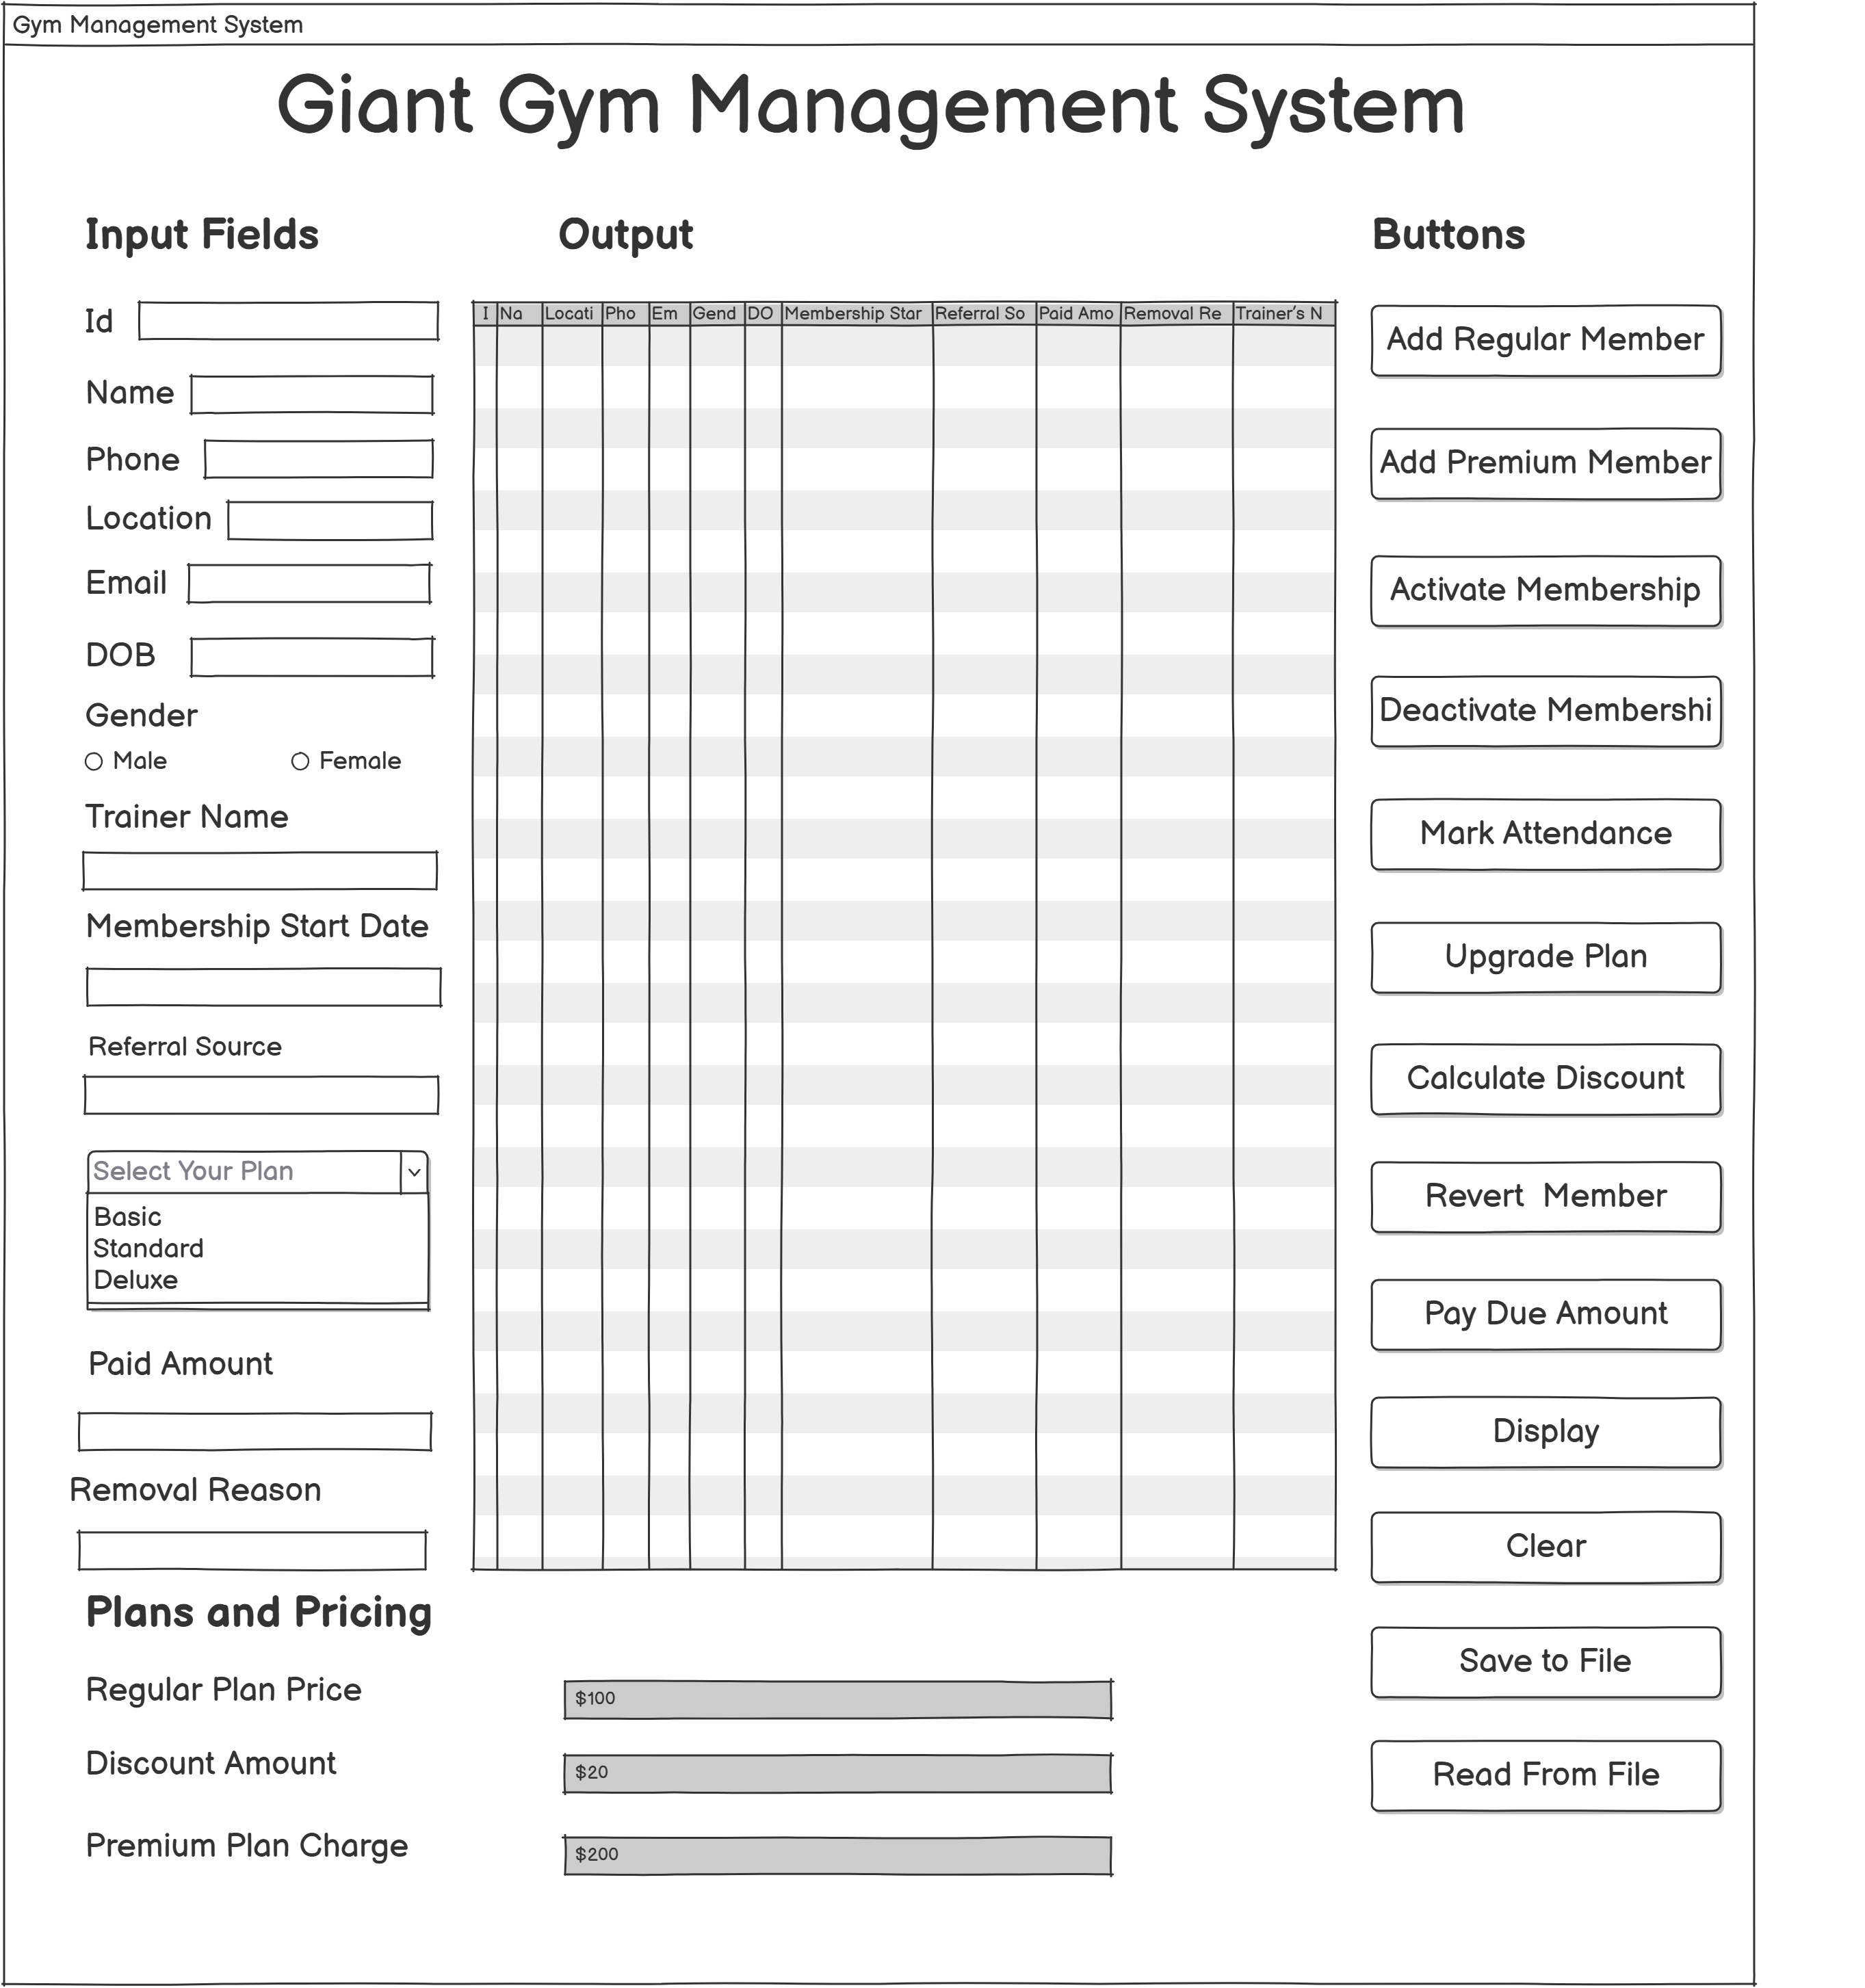 Gym Management System
Giant Gym Management System
Input Fields
Id
Name
Phone
Location
Email
DOB
Gender
Male Female
Trainer Name
Membership Start Date
Referral Source
Select Your Plan
Basic
Standard
Deluxe
Paid Amount
Removal Reason
Output
I Na Locati Pho Em Gend DO Membership Star Referral So Paid Amo Removal Re Trainer's N
Buttons
Add Regular Member
Add Premium Member
Activate Membership
Deactivate Membershi
Mark Attendance
Upgrade Plan
Calculate Discount
Revert Member
Pay Due Amount
Display
Clear
Save to File
Read From File
Plans and Pricing
Regular Plan Price $100
Discount Amount $20
Premium Plan Charge $200